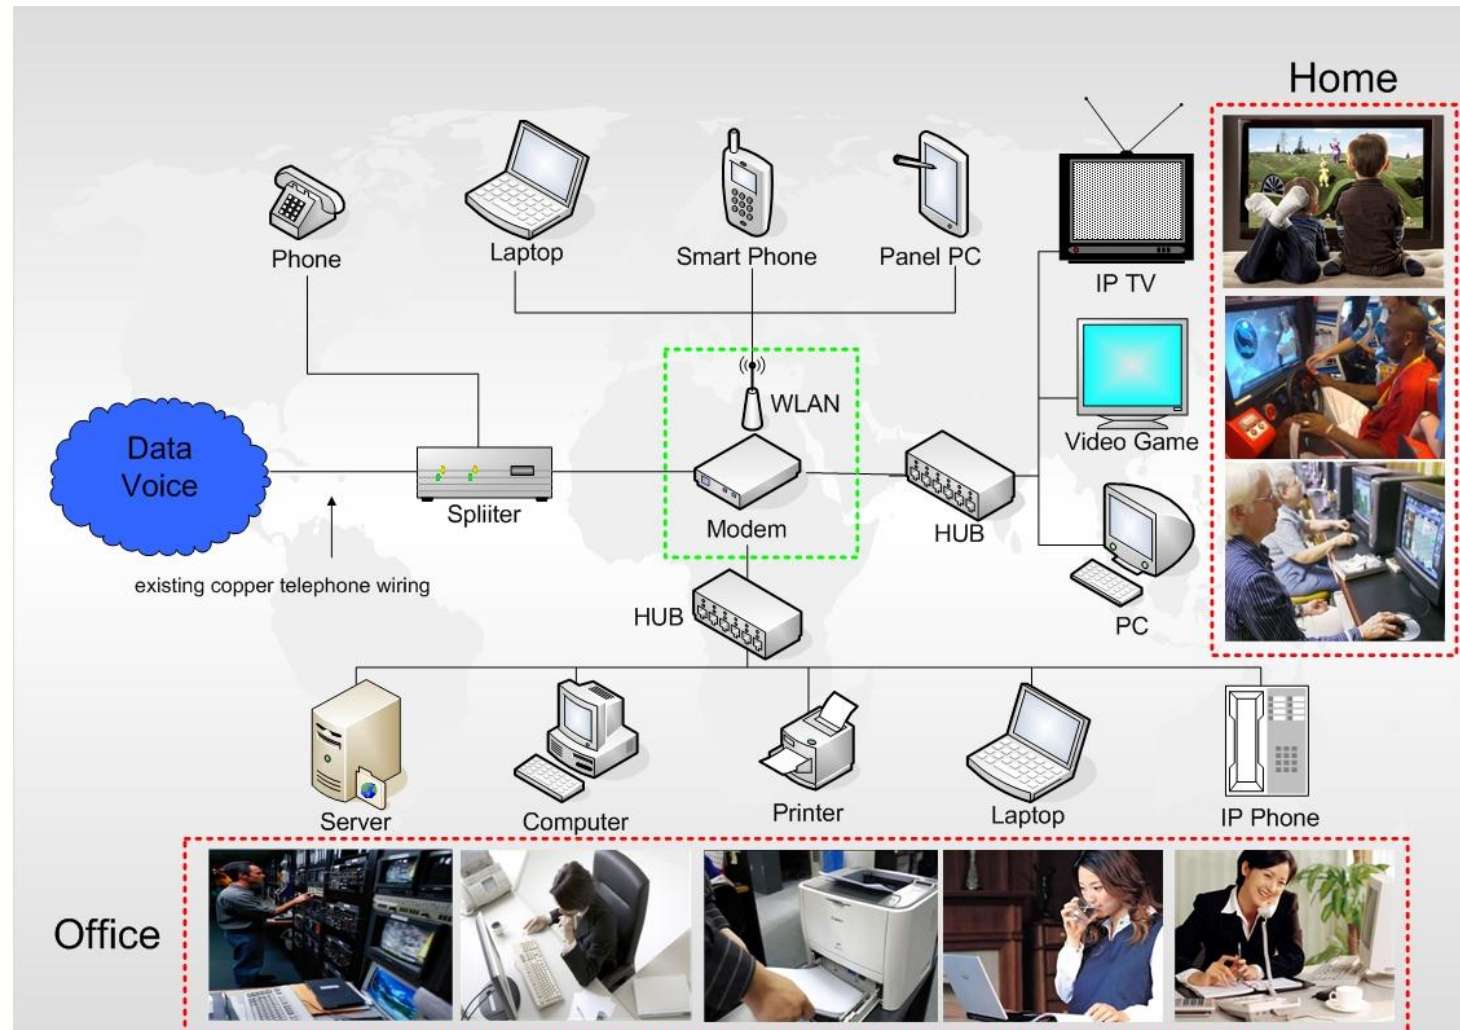 Home
Phone
Laptop
Smart Phone
Panel PC
IP TV
WLAN
Data
Voice
Video Game
Spliiter
Modem
HUB
existing copper telephone wiring
HUB
PC
Server
Computer
Printer
Laptop
IP Phone
Office